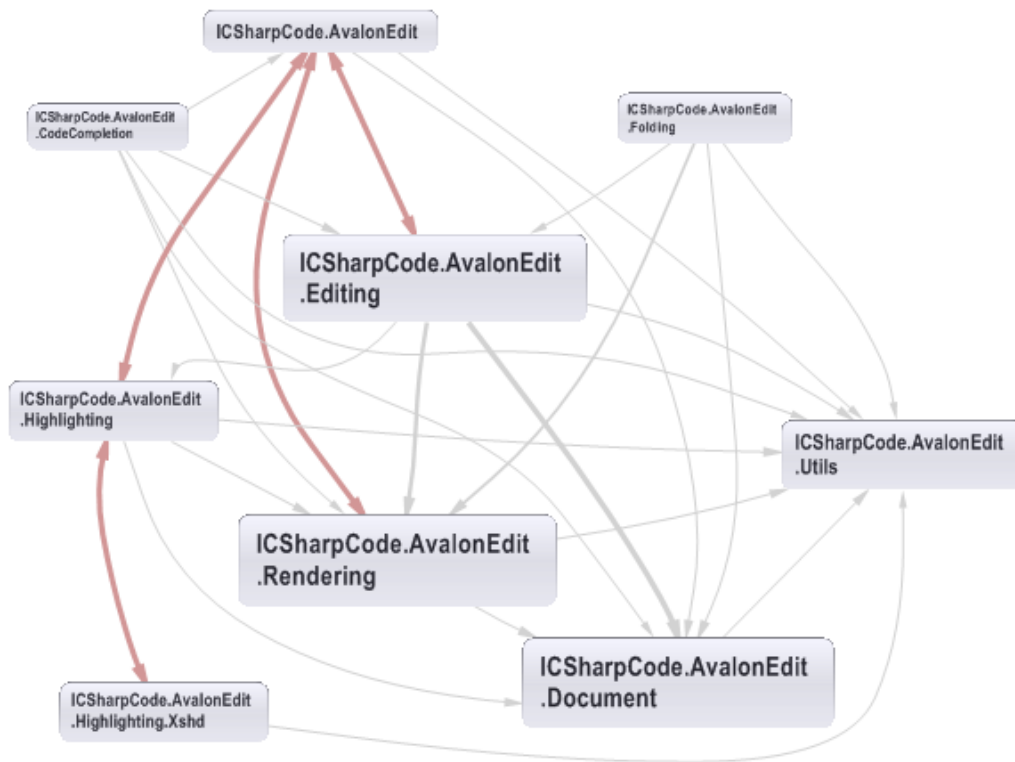 ICSharpCode.AvalonEdit
ICSharpCode.AvalonEdit
.CodeCompletion
ICSharpCode.AvalonEdit
.Folding
ICSharpCode.AvalonEdit
.Editing
ICSharpCode.AvalonEdit
.Highlighting
ICSharpCode.AvalonEdit
.Utils
ICSharpCode.AvalonEdit
.Rendering
ICSharpCode.AvalonEdit
.Document
ICSharpCode.AvalonEdit
.Highlighting.Xshd